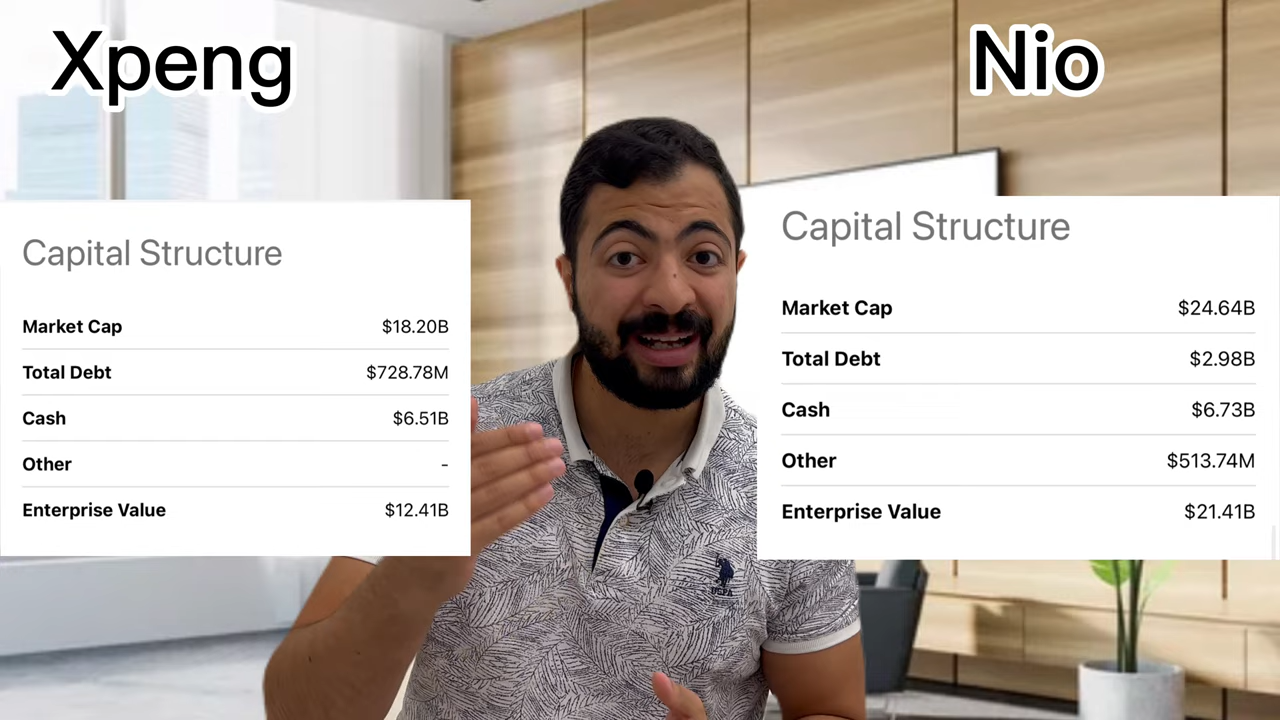 Xpeng
Nio
Capital Structure
Market Cap $18.20B
Total Debt $728.78M
Cash $6.51B
Other -
Enterprise Value $12.41B
Capital Structure
Market Cap $24.64B
Total Debt $2.98B
Cash $6.73B
Other $513.74M
Enterprise Value $21.41B
USPA